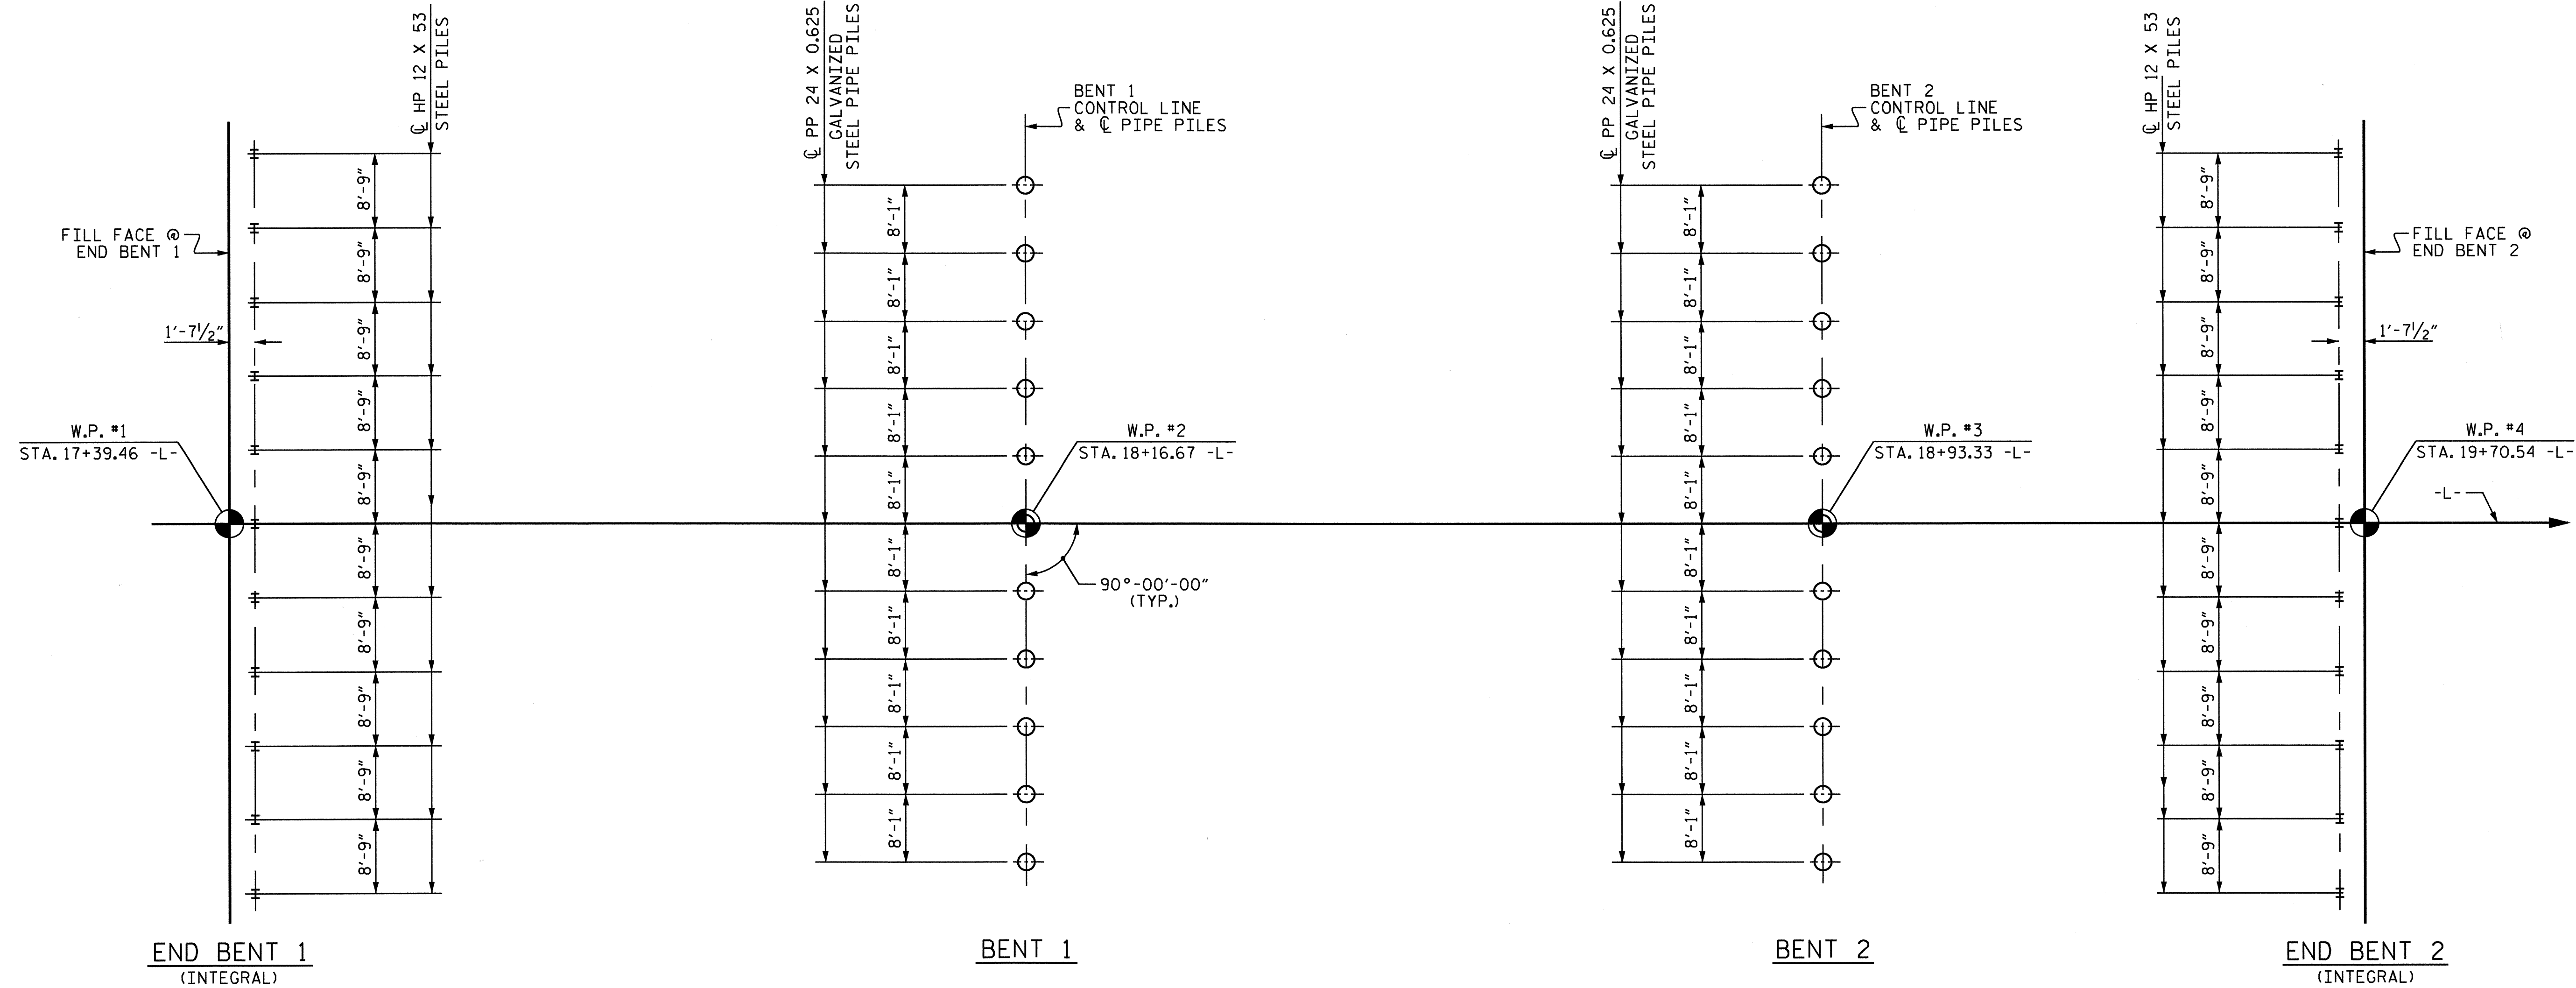 ℄ HP 12 X 53
STEEL PILES
℄ PP 24 X 0.625
GALVANIZED
STEEL PIPE PILES
BENT 1
CONTROL LINE
& ℄ PIPE PILES
℄ PP 24 X 0.625
GALVANIZED
STEEL PIPE PILES
BENT 2
CONTROL LINE
& ℄ PIPE PILES
℄ HP 12 X 53
STEEL PILES
FILL FACE @
END BENT 1
1'-7½"
W.P. #1
STA. 17+39.46 -L-
8'-9"
8'-9"
8'-9"
8'-9"
8'-9"
8'-9"
8'-9"
8'-9"
8'-9"
8'-9"
8'-1"
8'-1"
8'-1"
8'-1"
8'-1"
8'-1"
8'-1"
8'-1"
8'-1"
8'-1"
W.P. #2
STA. 18+16.67 -L-
90°-00'-00"
(TYP.)
8'-1"
8'-1"
8'-1"
8'-1"
8'-1"
8'-1"
8'-1"
8'-1"
8'-1"
8'-1"
W.P. #3
STA. 18+93.33 -L-
8'-9"
8'-9"
8'-9"
8'-9"
8'-9"
8'-9"
8'-9"
8'-9"
8'-9"
8'-9"
FILL FACE @
END BENT 2
1'-7½"
W.P. #4
STA. 19+70.54 -L-
-L-
END BENT 1
(INTEGRAL)
BENT 1
BENT 2
END BENT 2
(INTEGRAL)